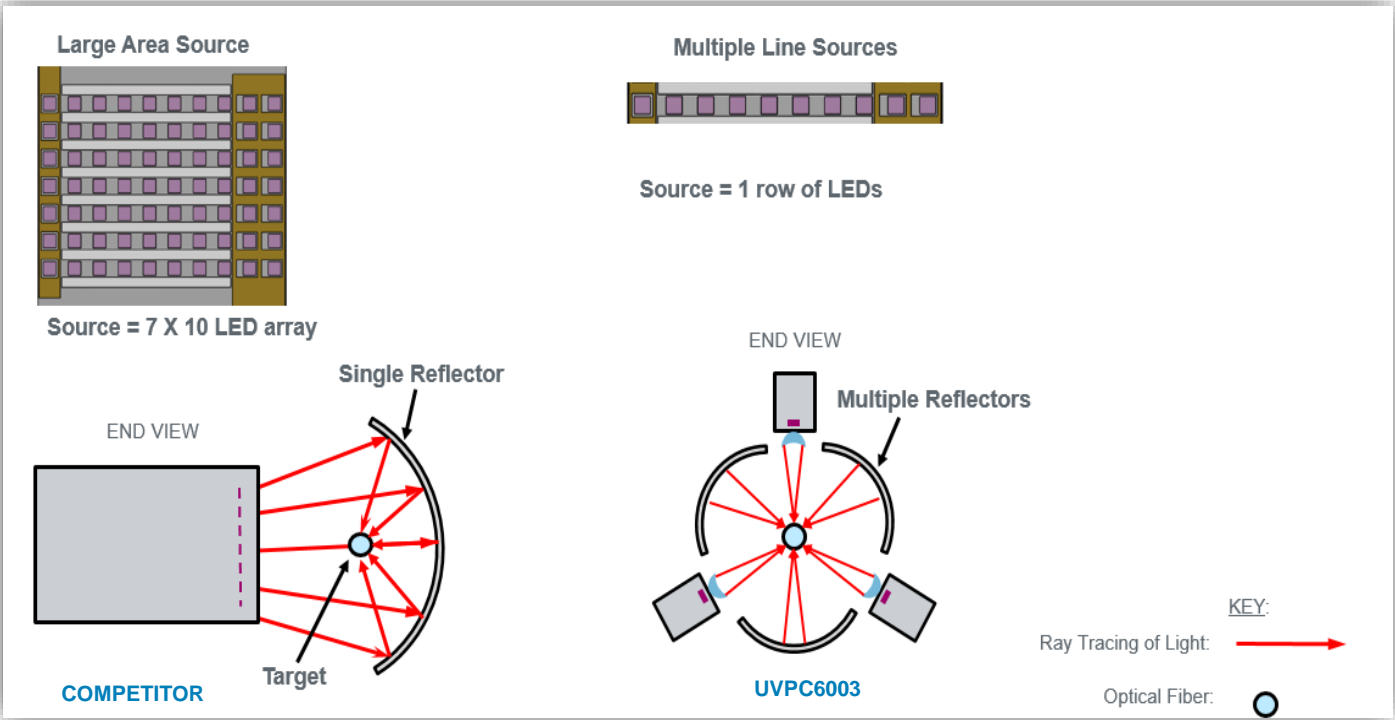 Large Area Source
Source = 7 X 10 LED array
Multiple Line Sources
Source = 1 row of LEDs
END VIEW
Single Reflector
Target
COMPETITOR
END VIEW
Multiple Reflectors
UVPC6003
KEY:
Ray Tracing of Light:
Optical Fiber: